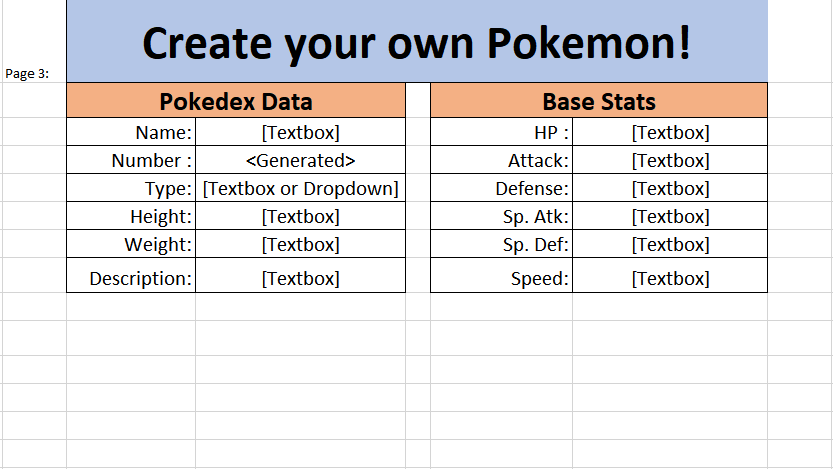 Create your own Pokemon!
Page 3:
Pokedex Data
Name: [Textbox]
Number : <Generated>
Type: [Textbox or Dropdown]
Height: [Textbox]
Weight: [Textbox]
Description: [Textbox]
Base Stats
HP : [Textbox]
Attack: [Textbox]
Defense: [Textbox]
Sp. Atk: [Textbox]
Sp. Def: [Textbox]
Speed: [Textbox]